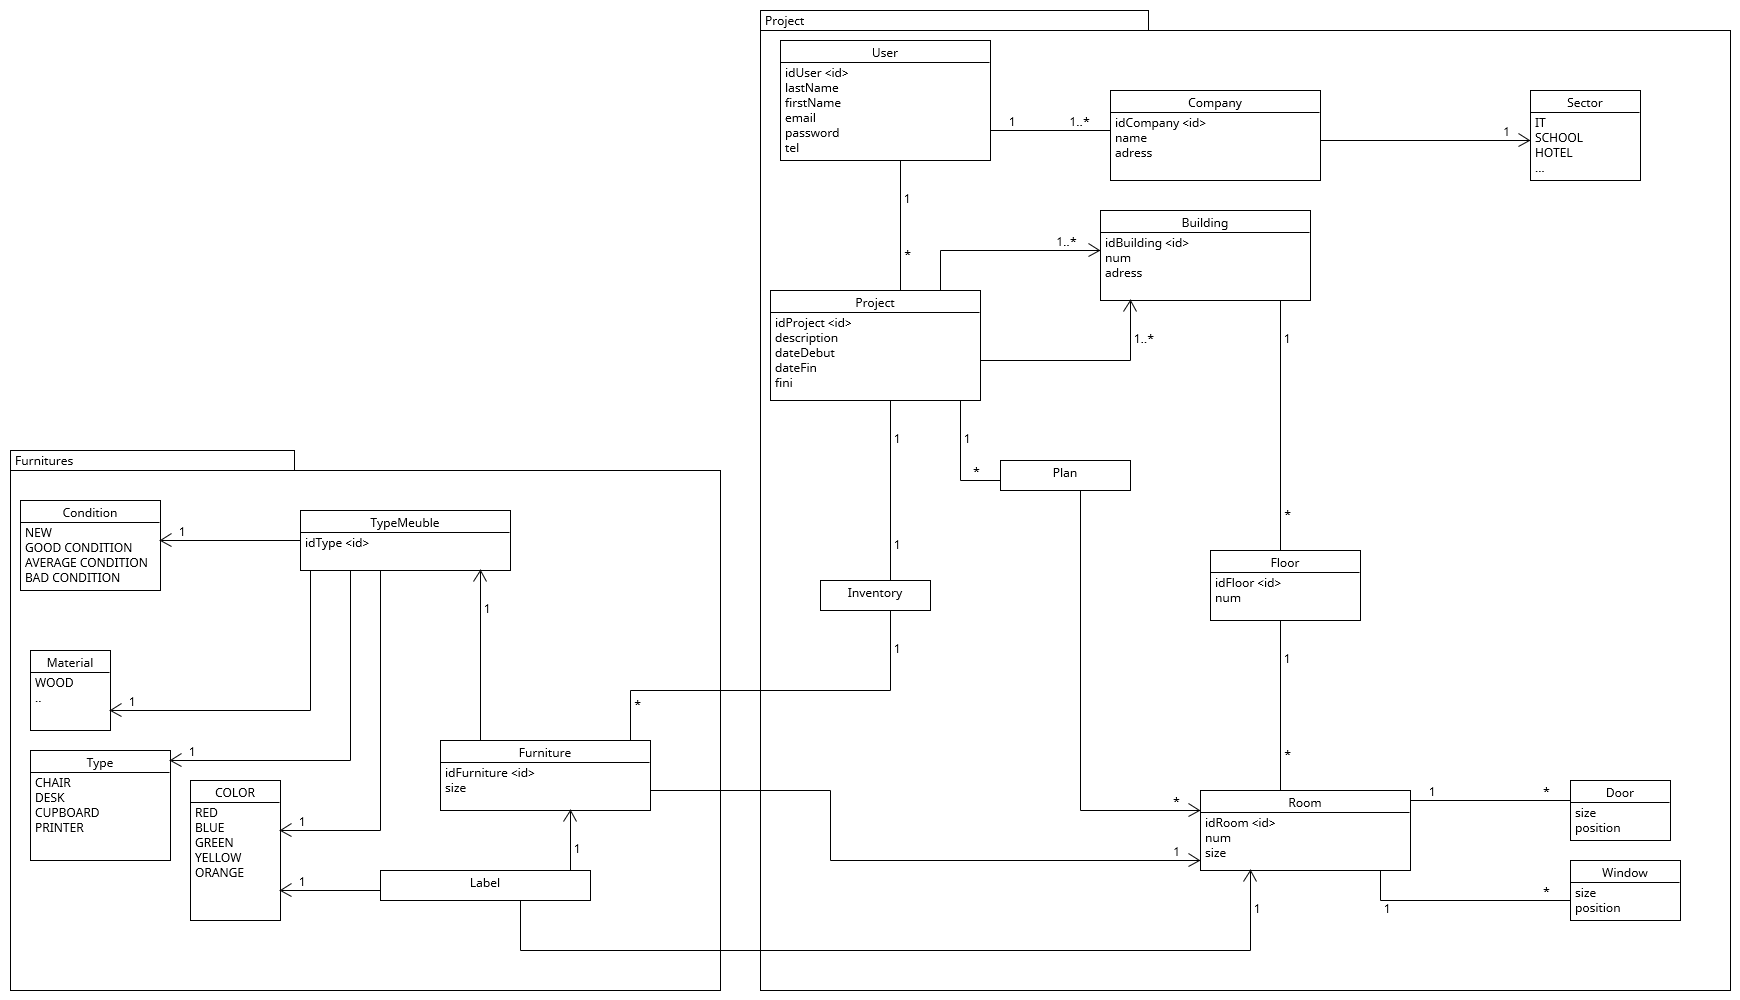 Project
User
idUser <id>
lastName
firstName
email
password
tel
1
1..*
Company
idCompany <id>
name
adress
1
Sector
IT
SCHOOL
HOTEL
...
1
*
1..*
Building
idBuilding <id>
num
adress
Project
idProject <id>
description
dateDebut
dateFin
fini
1..*
1
1
1
*
Plan
*
Floor
idFloor <id>
num
1
Inventory
1
1
*
*
Room
idRoom <id>
num
size
*
1
1
*
Door
size
position
1
*
Window
size
position
1
Furnitures
Condition
NEW
GOOD CONDITION
AVERAGE CONDITION
BAD CONDITION
1
TypeMeuble
idType <id>
1
Material
WOOD
..
1
Type
CHAIR
DESK
CUPBOARD
PRINTER
1
COLOR
RED
BLUE
GREEN
YELLOW
ORANGE
1
1
Furniture
idFurniture <id>
size
*
1
Label